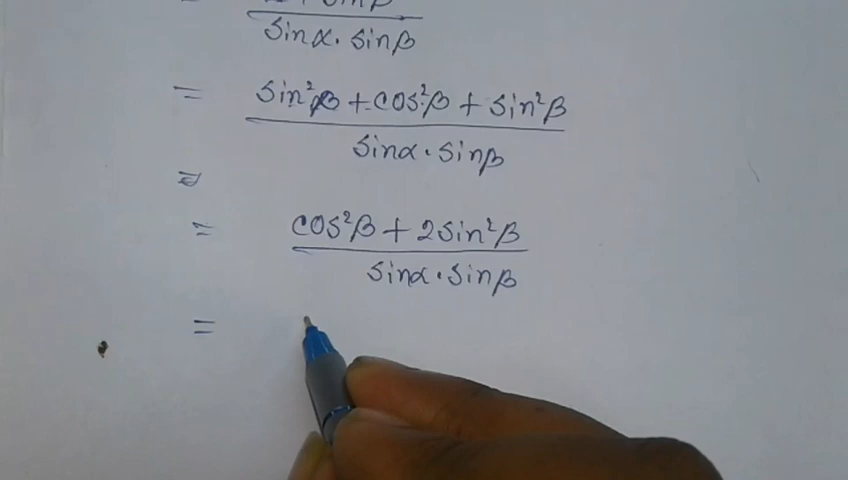 =
sinα · sinβ
= sin²β + cos²β + sin²β
sinα · sinβ
=
= cos²β + 2sin²β
sinα · sinβ
=